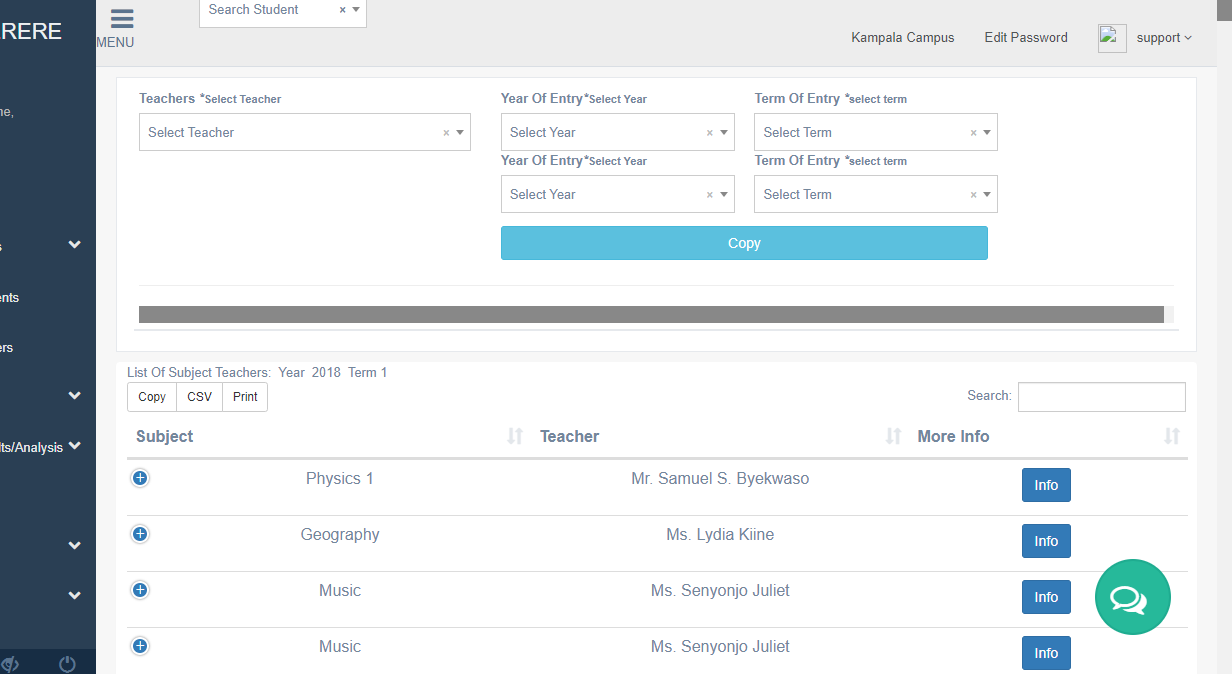 RERE
MENU
Search Student × 
Kampala Campus
Edit Password
support
ne,
s
ents
ers
lts/Analysis
Teachers *Select Teacher
Select Teacher ×
Year Of Entry*Select Year
Select Year ×
Term Of Entry *select term
Select Term ×
Year Of Entry*Select Year
Select Year ×
Term Of Entry *select term
Select Term ×
Copy
List Of Subject Teachers: Year 2018 Term 1
Copy CSV Print
Search:
Subject Teacher More Info
Physics 1 Mr. Samuel S. Byekwaso Info
Geography Ms. Lydia Kiine Info
Music Ms. Senyonjo Juliet Info
Music Ms. Senyonjo Juliet Info